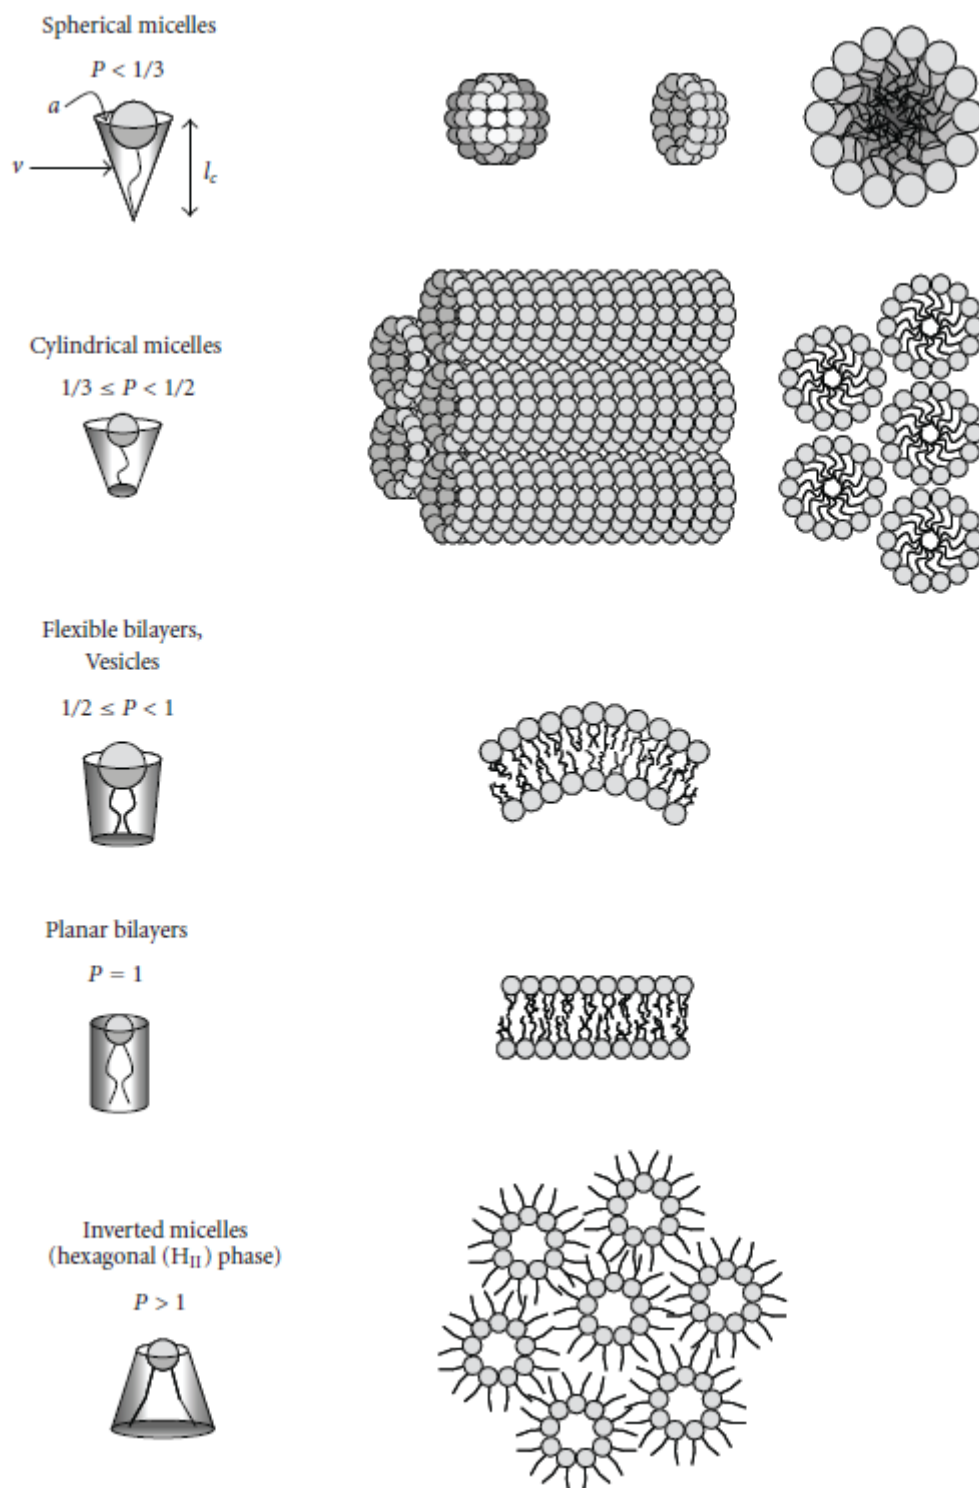 Spherical micelles
P < 1/3
a
v
l_c
Cylindrical micelles
1/3 ≤ P < 1/2
Flexible bilayers,
Vesicles
1/2 ≤ P < 1
Planar bilayers
P = 1
Inverted micelles
(hexagonal (H_II) phase)
P > 1